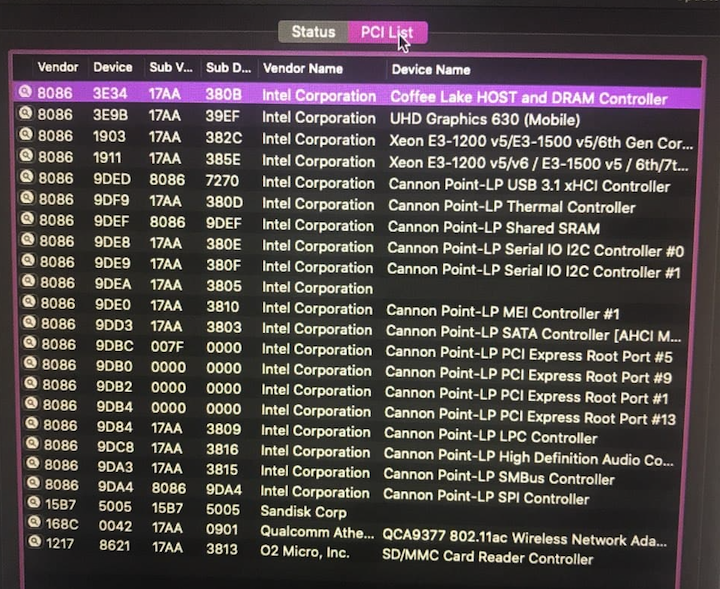 Status PCI List
Vendor Device Sub V... Sub D... Vendor Name Device Name
8086 3E34 17AA 380B Intel Corporation Coffee Lake HOST and DRAM Controller
8086 3E9B 17AA 39EF Intel Corporation UHD Graphics 630 (Mobile)
8086 1903 17AA 382C Intel Corporation Xeon E3-1200 v5/E3-1500 v5/6th Gen Cor...
8086 1911 17AA 385E Intel Corporation Xeon E3-1200 v5/v6 / E3-1500 v5 / 6th/7t...
8086 9DED 8086 7270 Intel Corporation Cannon Point-LP USB 3.1 xHCI Controller
8086 9DF9 17AA 380D Intel Corporation Cannon Point-LP Thermal Controller
8086 9DEF 8086 9DEF Intel Corporation Cannon Point-LP Shared SRAM
8086 9DE8 17AA 380E Intel Corporation Cannon Point-LP Serial IO I2C Controller #0
8086 9DE9 17AA 380F Intel Corporation Cannon Point-LP Serial IO I2C Controller #1
8086 9DEA 17AA 3805 Intel Corporation
8086 9DE0 17AA 3810 Intel Corporation Cannon Point-LP MEI Controller #1
8086 9DD3 17AA 3803 Intel Corporation Cannon Point-LP SATA Controller [AHCI M...
8086 9DBC 007F 0000 Intel Corporation Cannon Point-LP PCI Express Root Port #5
8086 9DB0 0000 0000 Intel Corporation Cannon Point-LP PCI Express Root Port #9
8086 9DB2 0000 0000 Intel Corporation Cannon Point-LP PCI Express Root Port #1
8086 9DB4 0000 0000 Intel Corporation Cannon Point-LP PCI Express Root Port #13
8086 9D84 17AA 3809 Intel Corporation Cannon Point-LP LPC Controller
8086 9DC8 17AA 3816 Intel Corporation Cannon Point-LP High Definition Audio Co...
8086 9DA3 17AA 3815 Intel Corporation Cannon Point-LP SMBus Controller
8086 9DA4 8086 9DA4 Intel Corporation Cannon Point-LP SPI Controller
15B7 5005 15B7 5005 Sandisk Corp
168C 0042 17AA 0901 Qualcomm Athe... QCA9377 802.11ac Wireless Network Ada...
1217 8621 17AA 3813 O2 Micro, Inc. SD/MMC Card Reader Controller